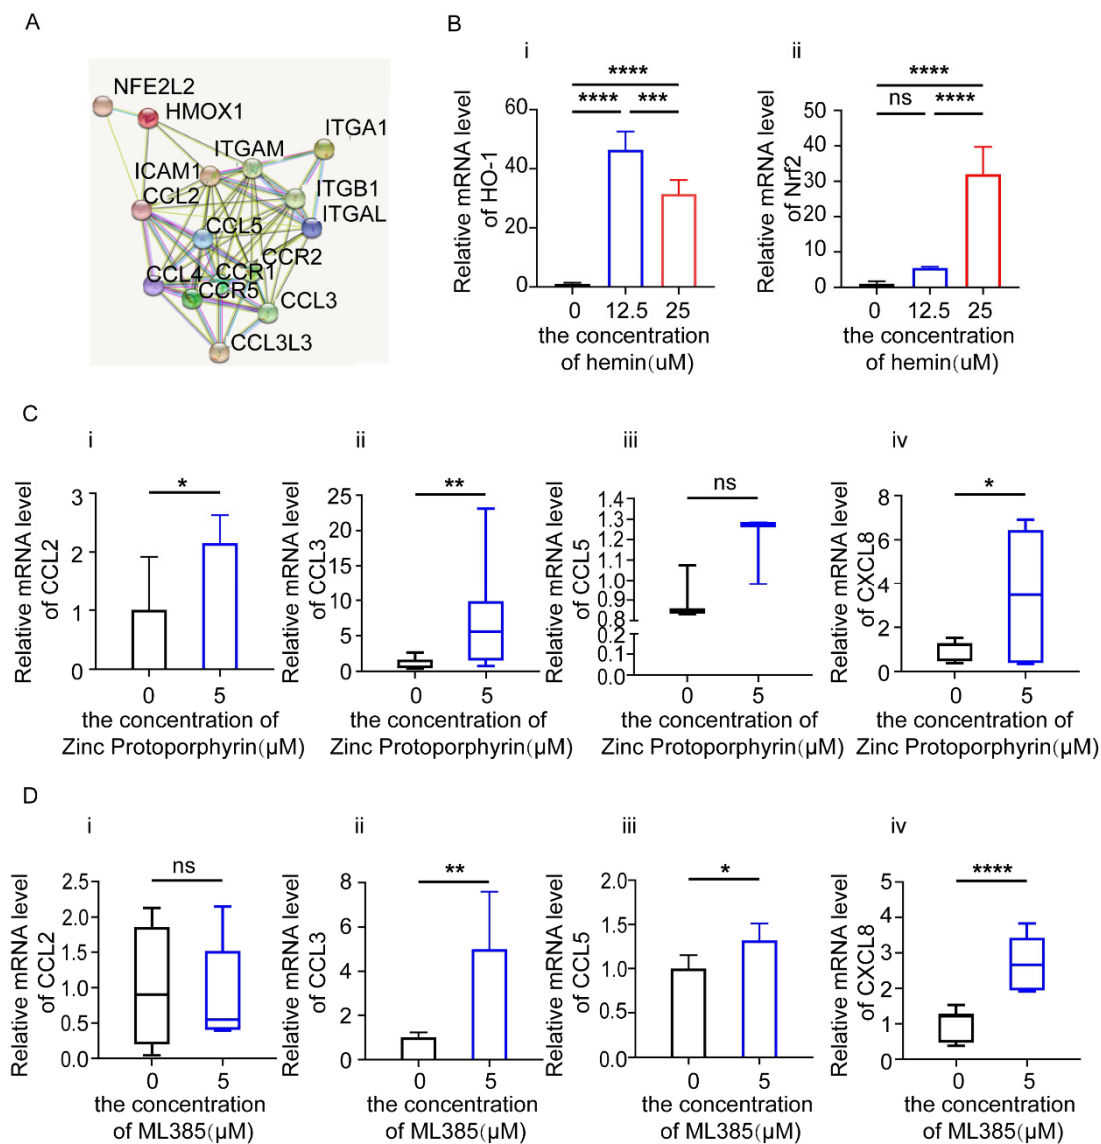 A
NFE2L2
HMOX1
ITGA1
ITGAM
ICAM1
ITGB1
CCL2
ITGAL
CCL5
CCR2
CCL4
CCR1
CCR5
CCL3
CCL3L3
B
i
Relative mRNA level
of HO-1
60
40
20
0
****
**** ***
0 12.5 25
the concentration
of hemin(uM)
ii
Relative mRNA level
of Nrf2
50
40
30
20
10
0
****
ns ****
0 12.5 25
the concentration
of hemin(uM)
C
i
Relative mRNA level
of CCL2
3
2
1
0
*
0 5
the concentration of
Zinc Protoporphyrin(μM)
ii
Relative mRNA level
of CCL3
25
20
15
10
5
0
**
0 5
the concentration of
Zinc Protoporphyrin(μM)
iii
Relative mRNA level
of CCL5
1.4
1.3
1.2
1.1
1.0
0.9
0.8
0.2
0.1
0.0
ns
0 5
the concentration of
Zinc Protoporphyrin(μM)
iv
Relative mRNA level
of CXCL8
8
6
4
2
0
*
0 5
the concentration of
Zinc Protoporphyrin(μM)
D
i
Relative mRNA level
of CCL2
2.5
2.0
1.5
1.0
0.5
0.0
ns
0 5
the concentration
of ML385(μM)
ii
Relative mRNA level
of CCL3
8
6
4
2
0
**
0 5
the concentration
of ML385(μM)
iii
Relative mRNA level
of CCL5
2.0
1.5
1.0
0.5
0.0
*
0 5
the concentration
of ML385(μM)
iv
Relative mRNA level
of CXCL8
5
4
3
2
1
0
****
0 5
the concentration
of ML385(μM)